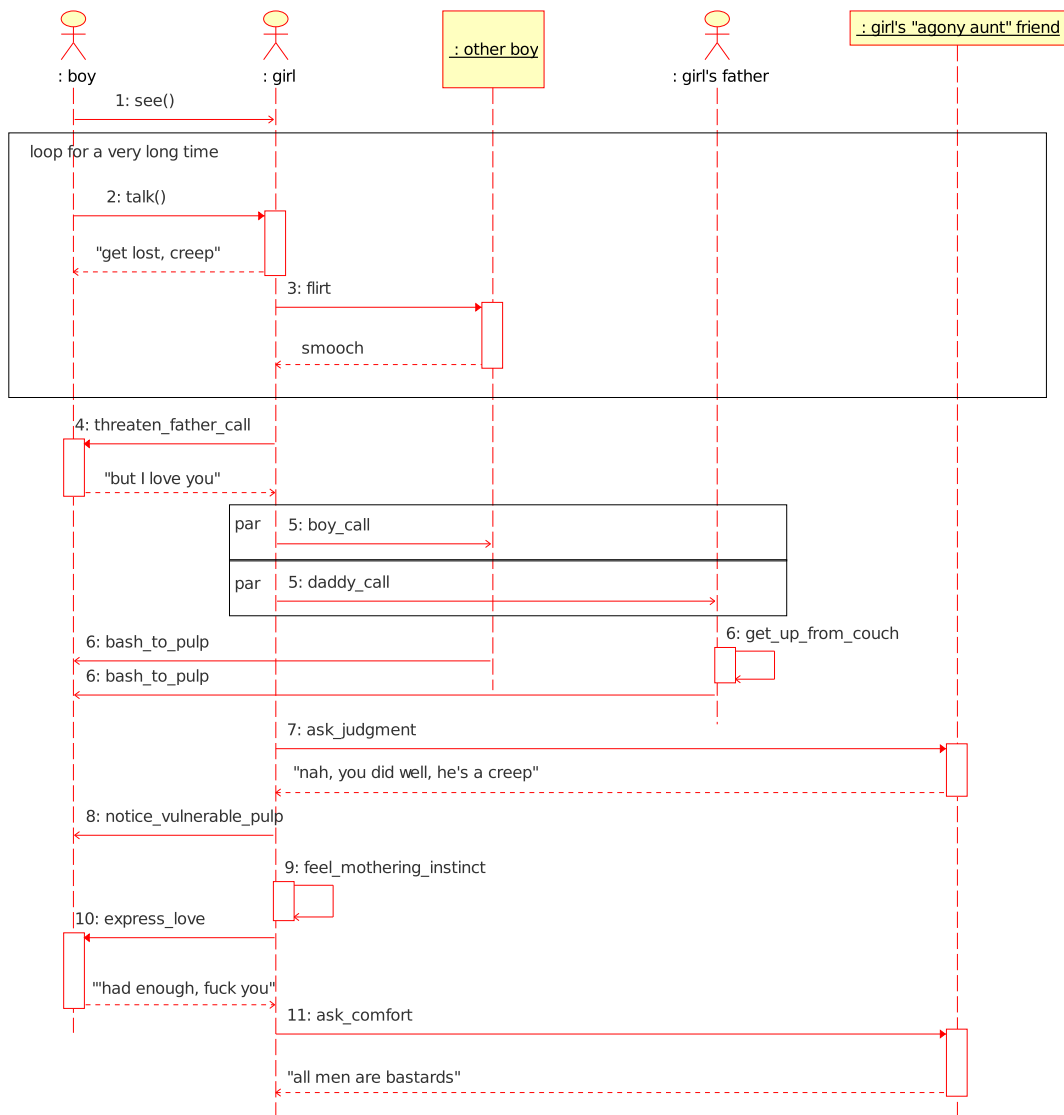 : boy
: girl
: other boy
: girl's father
: girl's "agony aunt" friend
1: see()
loop for a very long time
2: talk()
"get lost, creep"
3: flirt
smooch
4: threaten_father_call
"but I love you"
par
5: boy_call
par
5: daddy_call
6: get_up_from_couch
6: bash_to_pulp
6: bash_to_pulp
7: ask_judgment
"nah, you did well, he's a creep"
8: notice_vulnerable_pulp
9: feel_mothering_instinct
10: express_love
'"had enough, fuck you"
11: ask_comfort
"all men are bastards"